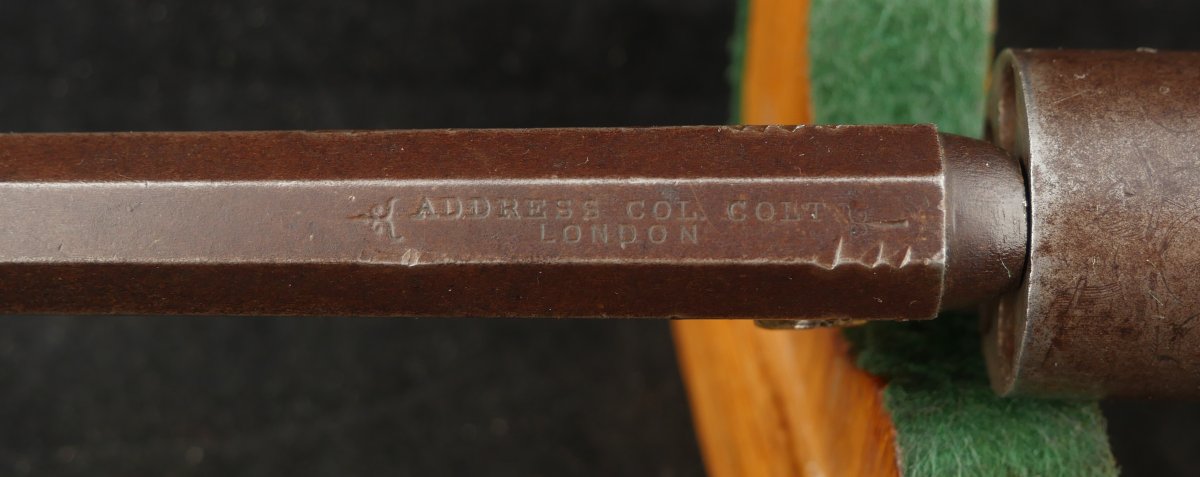 ADDRESS COL. COLT
LONDON